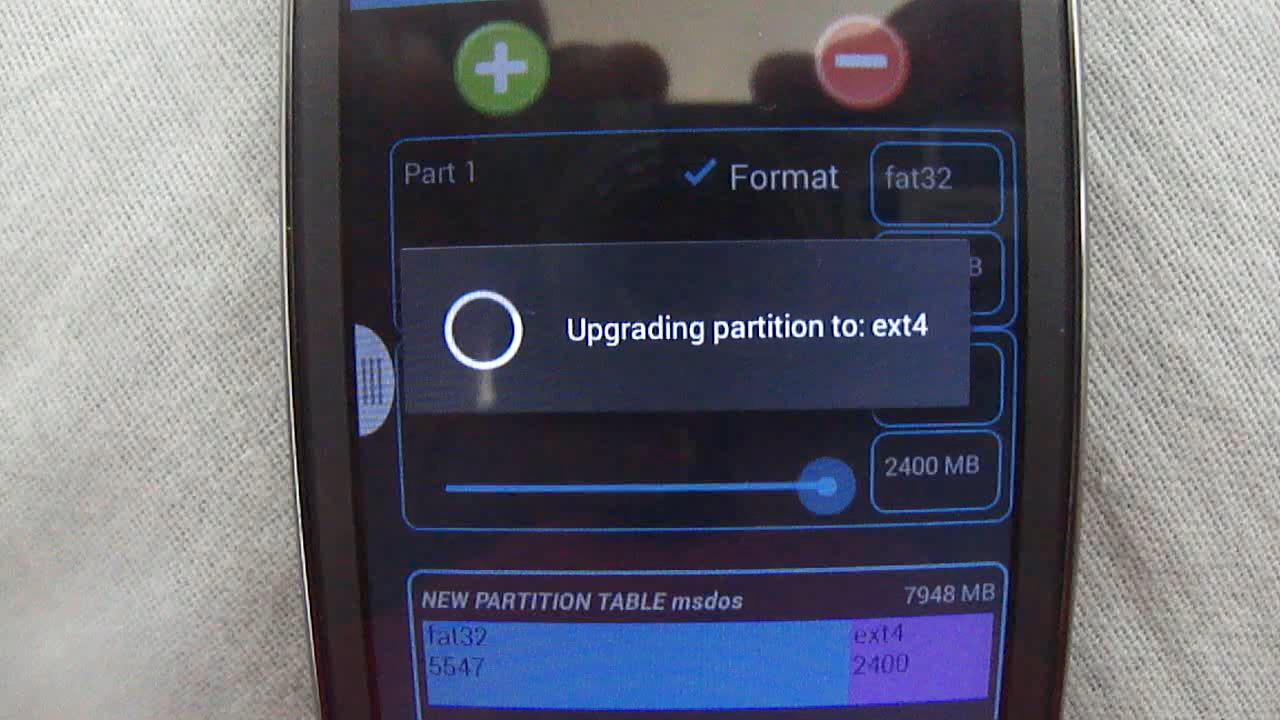 Part 1
Format
fat32
B
Upgrading partition to: ext4
2400 MB
NEW PARTITION TABLE msdos
7948 MB
fat32
ext4
5547
2400